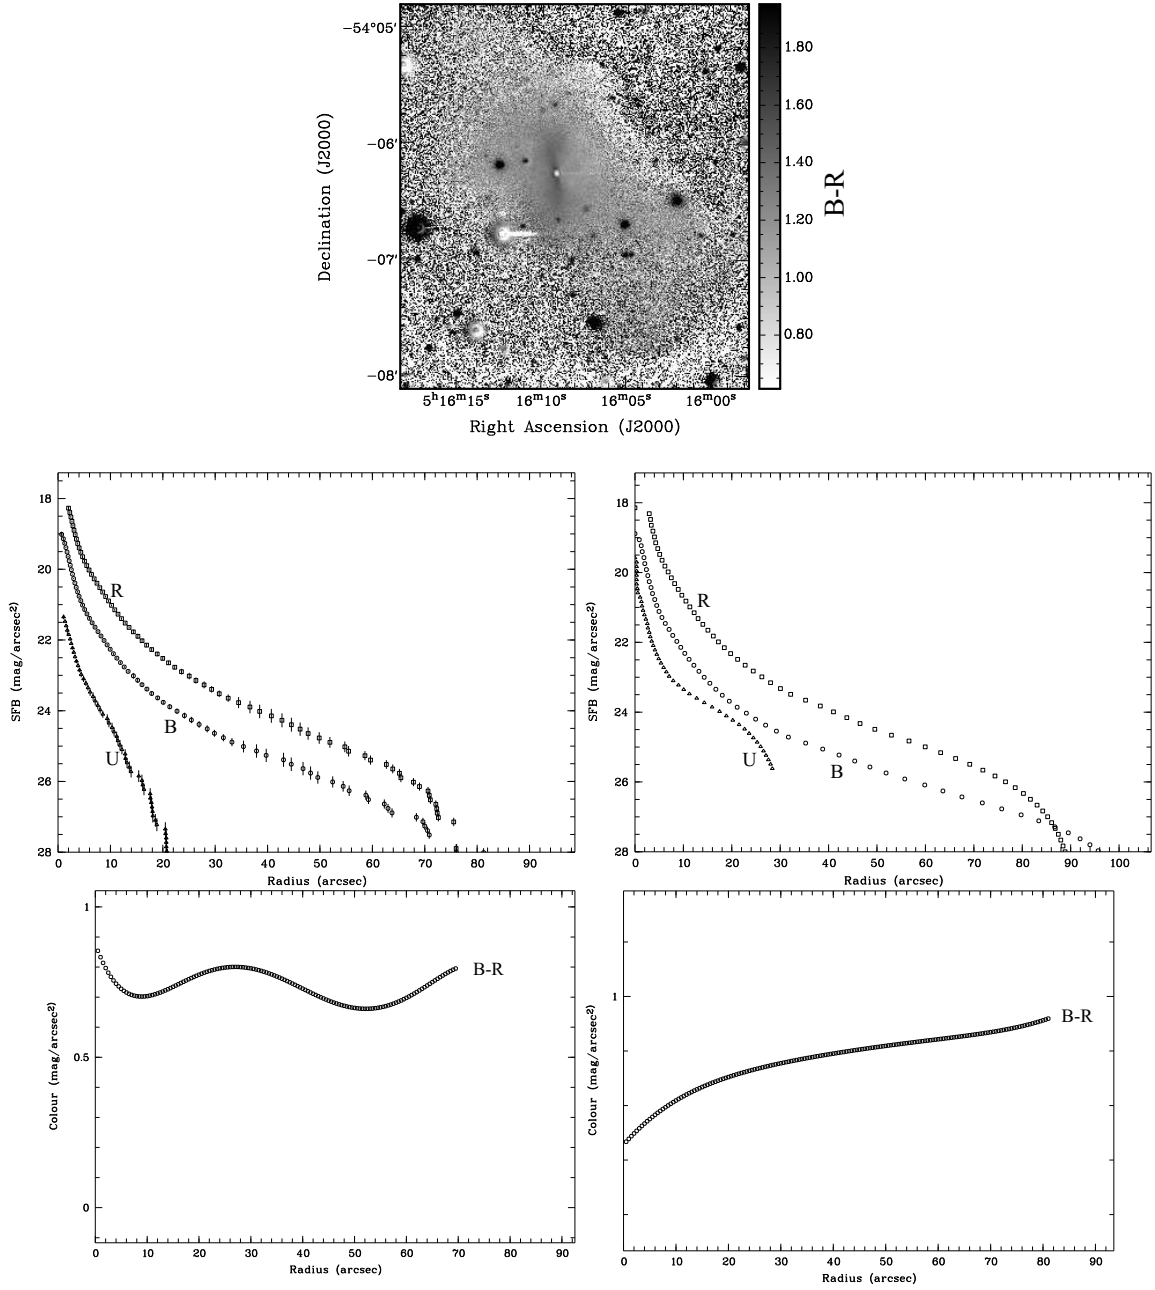 −54°05′
−06′
−07′
−08′
Declination (J2000)
5ʰ16ᵐ15ˢ 16ᵐ10ˢ 16ᵐ05ˢ 16ᵐ00ˢ
Right Ascension (J2000)
1.80
1.60
1.40
1.20
1.00
0.80
B-R
18
20
22
24
26
28
SFB (mag/arcsec²)
R
B
U
0 10 20 30 40 50 60 70 80 90
Radius (arcsec)
18
20
22
24
26
28
SFB (mag/arcsec²)
R
U
B
0 10 20 30 40 50 60 70 80 90 100
Radius (arcsec)
1
0.5
0
Colour (mag/arcsec²)
B-R
0 10 20 30 40 50 60 70 80 90
Radius (arcsec)
1
Colour (mag/arcsec²)
B-R
0 10 20 30 40 50 60 70 80 90
Radius (arcsec)